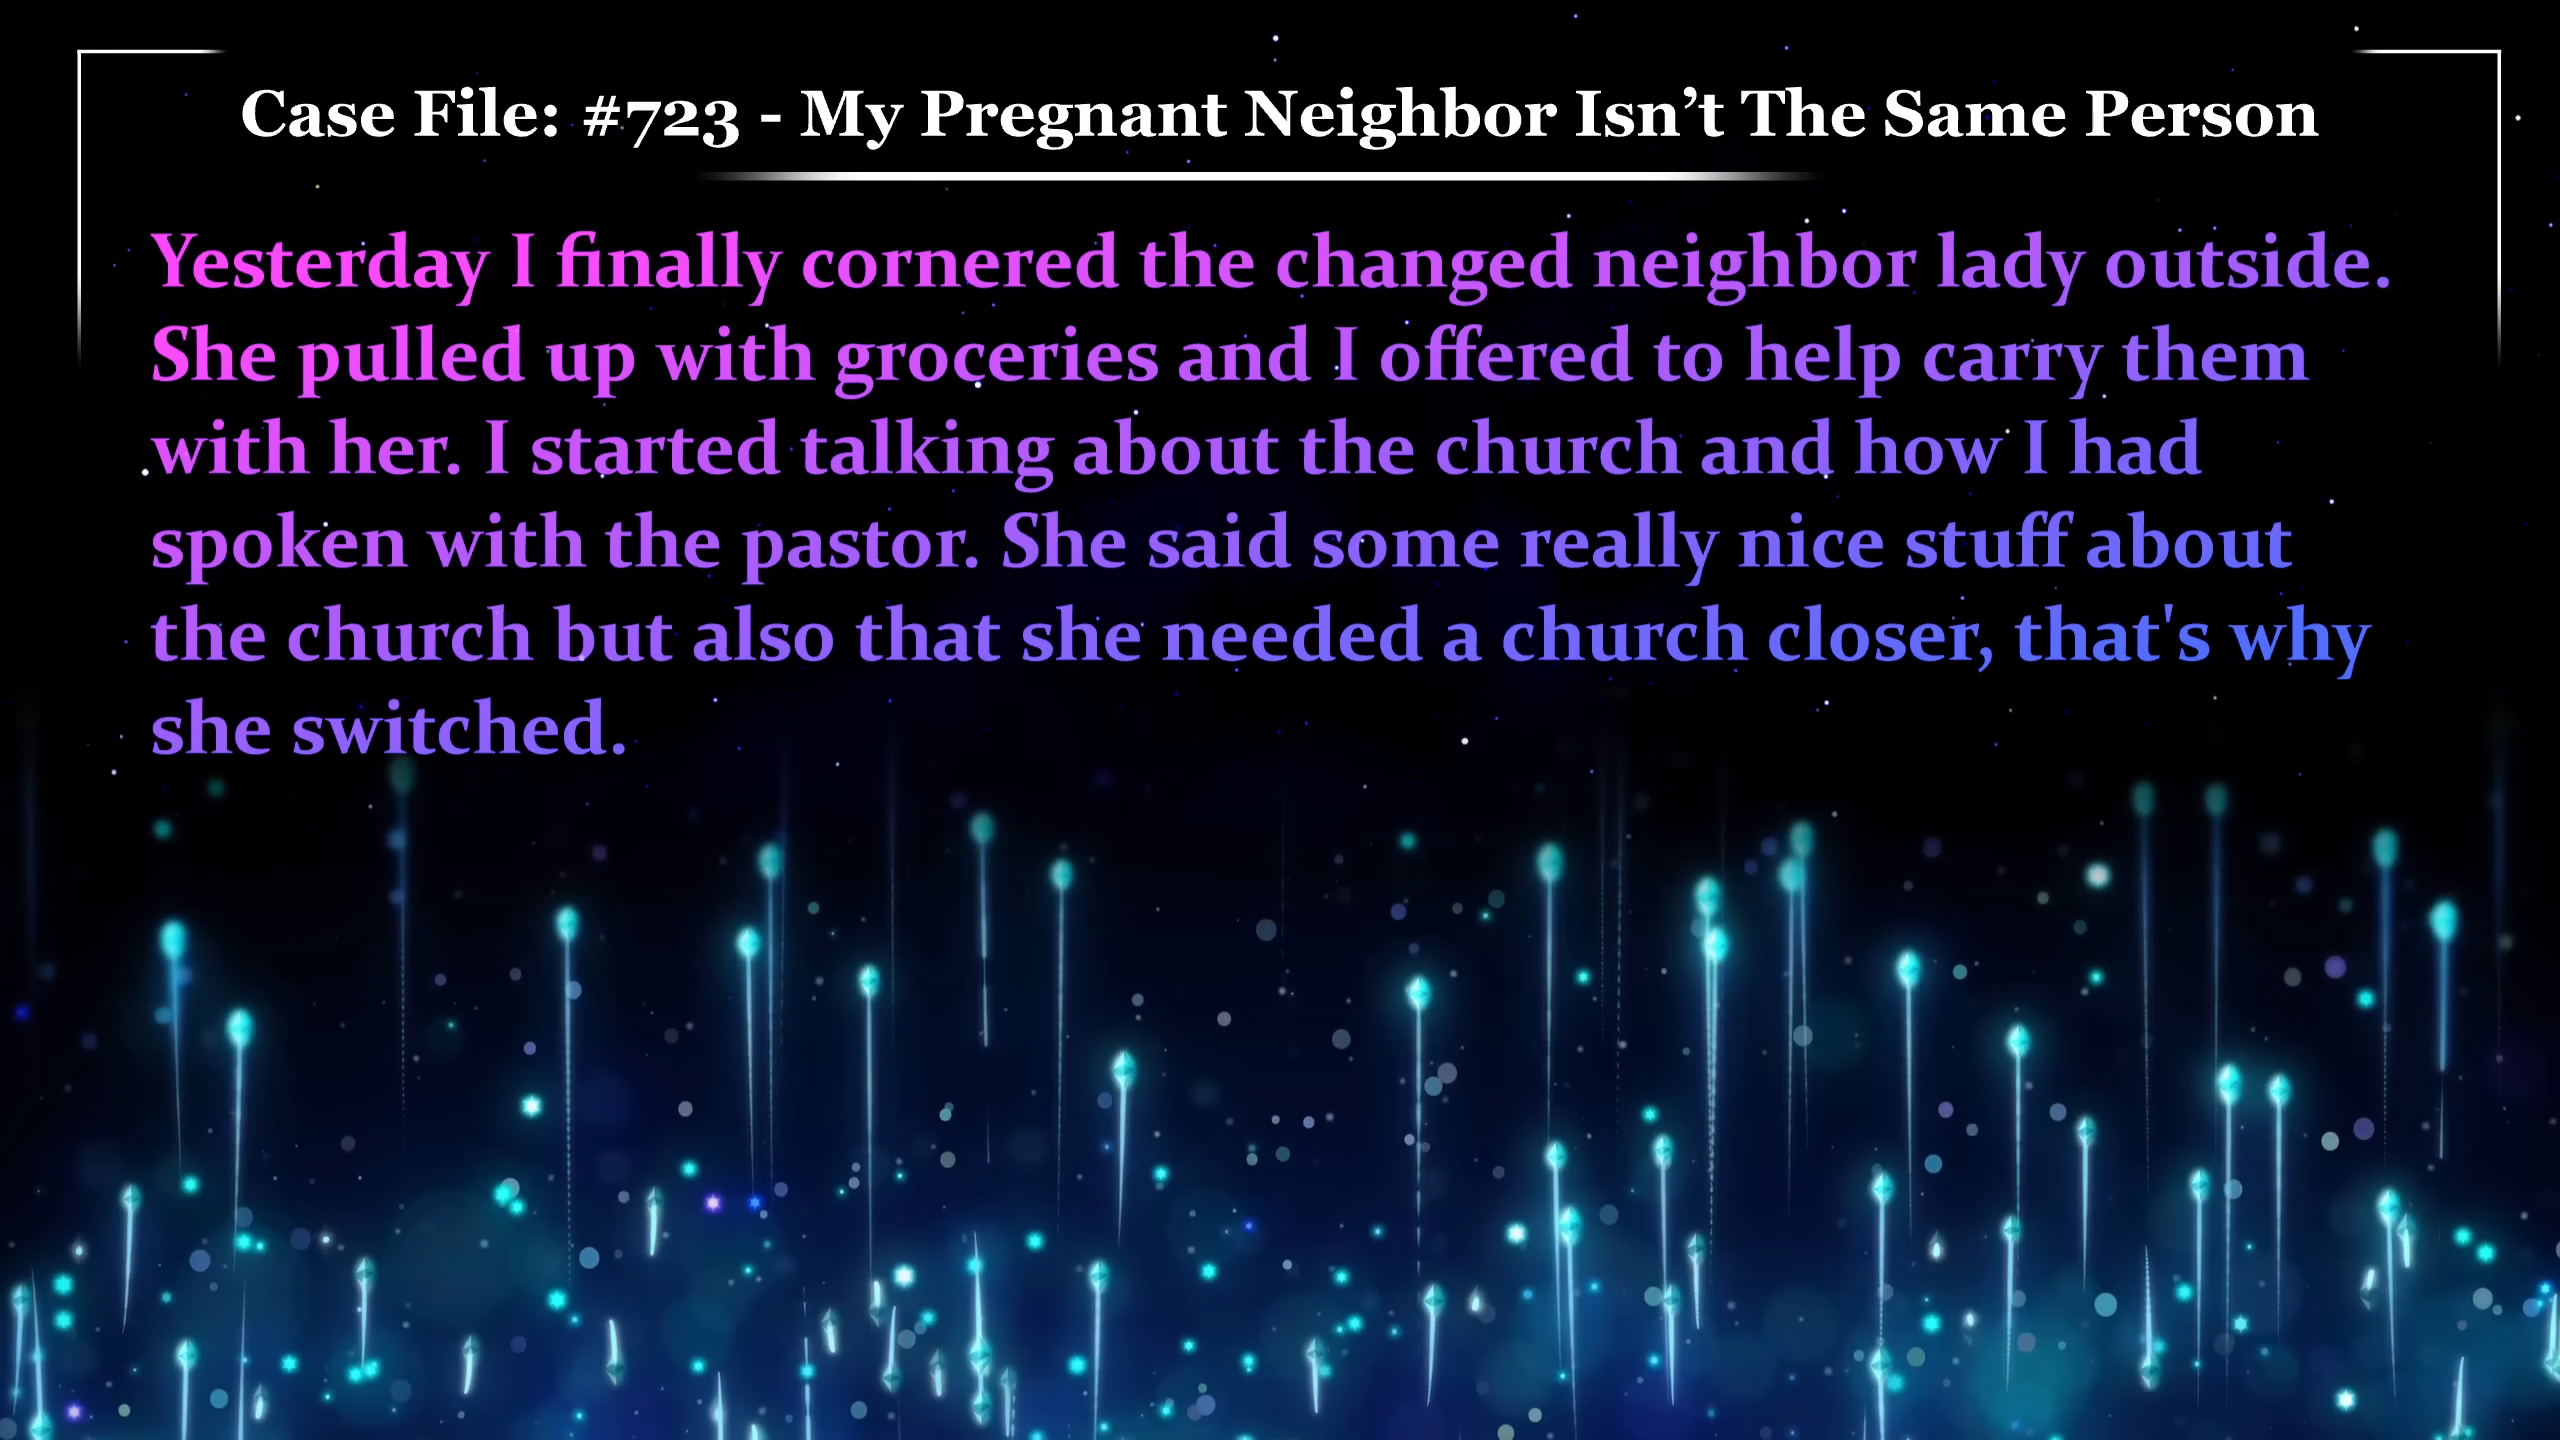 Case File: #723 - My Pregnant Neighbor Isn’t The Same Person
Yesterday I finally cornered the changed neighbor lady outside.
She pulled up with groceries and I offered to help carry them
with her. I started talking about the church and how I had
spoken with the pastor. She said some really nice stuff about
the church but also that she needed a church closer, that's why
she switched.